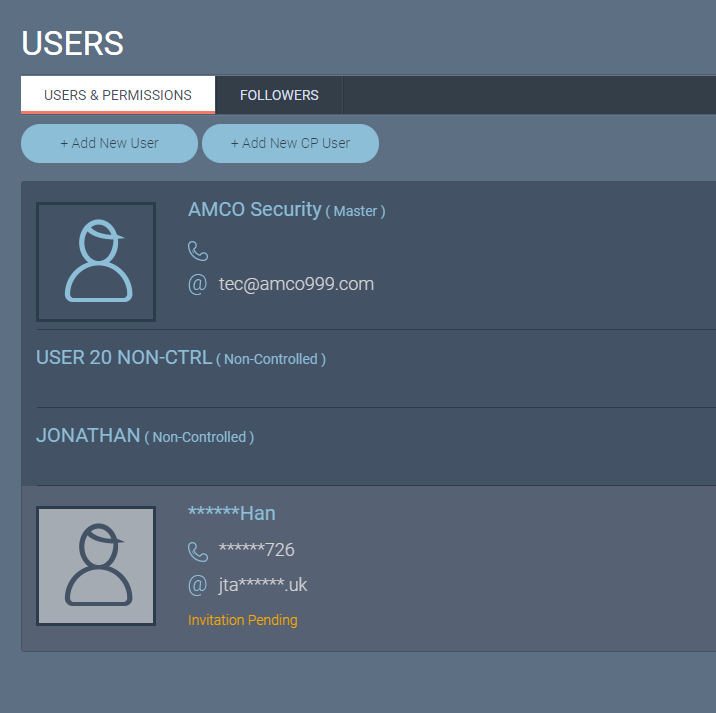 USERS
USERS & PERMISSIONS FOLLOWERS
+ Add New User + Add New CP User
AMCO Security ( Master )
@ tec@amco999.com
USER 20 NON-CTRL ( Non-Controlled )
JONATHAN ( Non-Controlled )
******Han
******726
@ jta******.uk
Invitation Pending